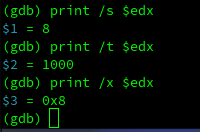 (gdb) print /s $edx
$1 = 8
(gdb) print /t $edx
$2 = 1000
(gdb) print /x $edx
$3 = 0x8
(gdb)